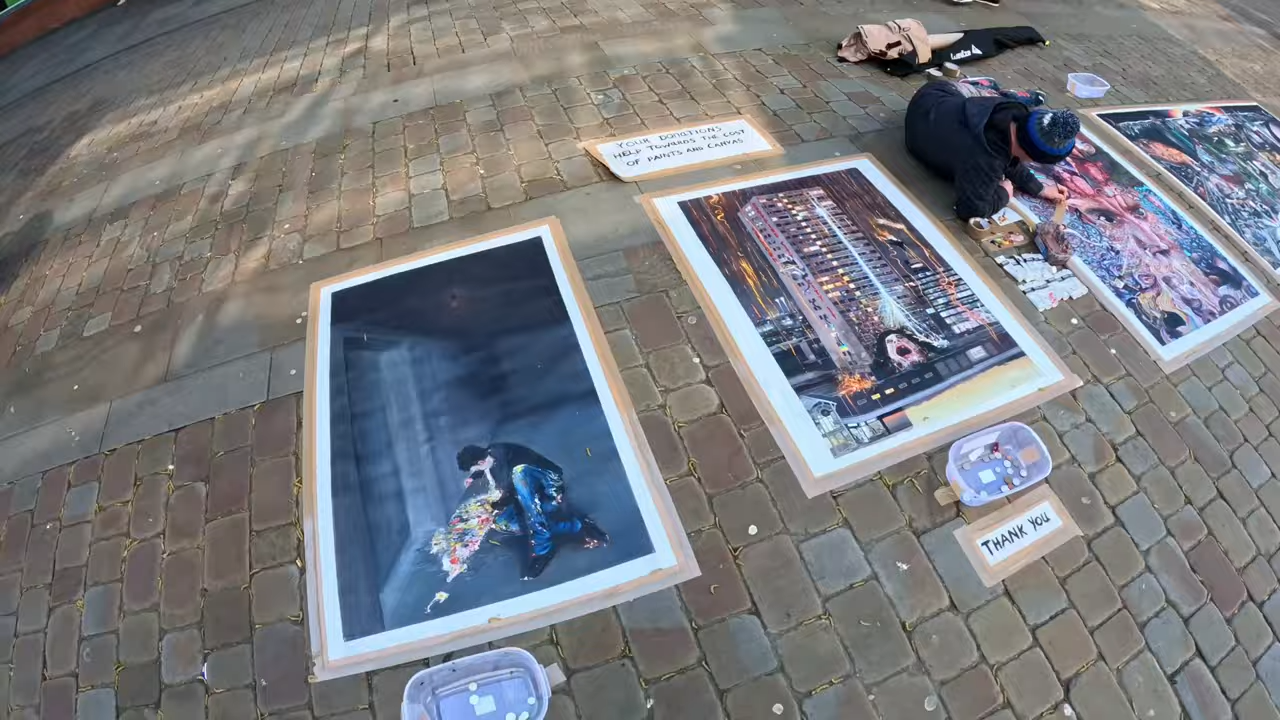 YOUR DONATIONS
HELP TOWARDS THE COST
OF PAINTS AND CANVAS
THANK YOU